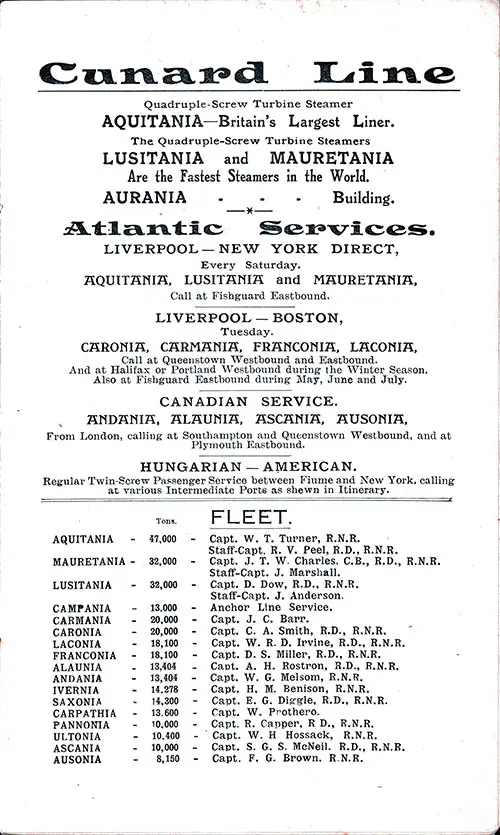 Cunard Line
Quadruple-Screw Turbine Steamer
AQUITANIA—Britain's Largest Liner.
The Quadruple-Screw Turbine Steamers
LUSITANIA and MAURETANIA
Are the Fastest Steamers in the World.
AURANIA - - - Building.
—*—
Atlantic Services.
LIVERPOOL—NEW YORK DIRECT,
Every Saturday.
AQUITANIA, LUSITANIA and MAURETANIA,
Call at Fishguard Eastbound.
LIVERPOOL—BOSTON,
Tuesday.
CARONIA, CARMANIA, FRANCONIA, LACONIA,
Call at Queenstown Westbound and Eastbound.
And at Halifax or Portland Westbound during the Winter Season.
Also at Fishguard Eastbound during May, June and July.
CANADIAN SERVICE.
ANDANIA, ALAUNIA, ASCANIA, AUSONIA,
From London, calling at Southampton and Queenstown Westbound, and at
Plymouth Eastbound.
HUNGARIAN—AMERICAN.
Regular Twin-Screw Passenger Service between Fiume and New York, calling
at various Intermediate Ports as shewn in Itinerary.
Tons. FLEET.
AQUITANIA - 47,000 - Capt. W. T. Turner, R.N.R.
Staff-Capt. R. V. Peel, R.D., R.N.R.
MAURETANIA - 32,000 - Capt. J. T. W. Charles. C.B., R.D., R.N.R.
Staff-Capt. J. Marshall.
LUSITANIA - 32,000 - Capt. D. Dow, R.D., R.N.R.
Staff-Capt. J. Anderson.
CAMPANIA - 13,000 - Anchor Line Service.
CARMANIA - 20,000 - Capt. J. C. Barr.
CARONIA - 20,000 - Capt. C. A. Smith, R.D., R.N.R.
LACONIA - 18,100 - Capt. W. R. D. Irvine, R.D., R.N.R.
FRANCONIA - 18,100 - Capt. D. S. Miller, R.D., R.N.R.
ALAUNIA - 13,404 - Capt. A. H. Rostron, R.D., R.N.R.
ANDANIA - 13,404 - Capt. W. G. Melsom, R.N.R.
IVERNIA - 14,278 - Capt. H. M. Benison, R.N.R.
SAXONIA - 14,300 - Capt. E. G. Diggle, R.D., R.N.R.
CARPATHIA - 13,600 - Capt. W. Prothero.
PANNONIA - 10,000 - Capt. R. Capper, R D., R.N.R.
ULTONIA - 10,400 - Capt. W. H Hossack, R.N.R.
ASCANIA - 10,000 - Capt. S. G. S. McNeil. R.D., R.N.R.
AUSONIA - 8,150 - Capt. F. G. Brown. R.N.R.